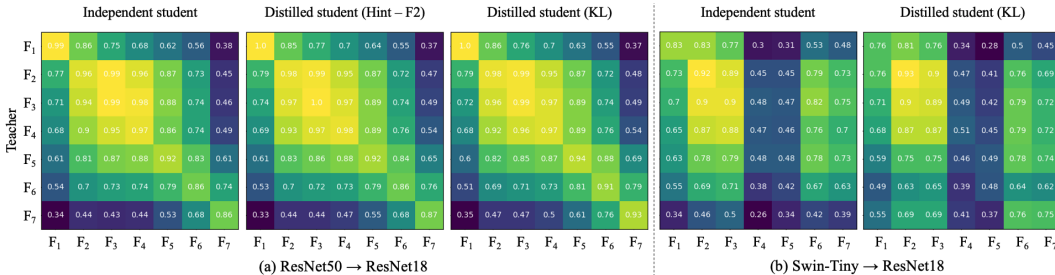 Independent student Distilled student (Hint – F2) Distilled student (KL) Independent student Distilled student (KL)
Teacher
F1 0.99 0.86 0.75 0.68 0.62 0.56 0.38 1.0 0.85 0.77 0.7 0.64 0.55 0.37 1.0 0.86 0.76 0.7 0.63 0.55 0.37 0.83 0.83 0.77 0.3 0.31 0.53 0.48 0.76 0.81 0.76 0.34 0.28 0.5 0.45
F2 0.77 0.96 0.99 0.96 0.87 0.73 0.45 0.79 0.98 0.99 0.95 0.87 0.72 0.47 0.79 0.98 0.99 0.95 0.87 0.72 0.48 0.73 0.92 0.89 0.45 0.45 0.76 0.73 0.76 0.93 0.9 0.47 0.41 0.76 0.69
F3 0.71 0.94 0.99 0.98 0.88 0.74 0.46 0.74 0.97 1.0 0.97 0.89 0.74 0.49 0.72 0.96 0.99 0.97 0.89 0.74 0.49 0.7 0.9 0.9 0.48 0.47 0.82 0.75 0.71 0.9 0.89 0.51 0.45 0.79 0.72
F4 0.68 0.9 0.95 0.97 0.86 0.74 0.49 0.69 0.93 0.97 0.98 0.89 0.76 0.54 0.68 0.92 0.96 0.97 0.89 0.76 0.54 0.65 0.87 0.88 0.47 0.46 0.76 0.7 0.68 0.87 0.87 0.51 0.45 0.79 0.72
F5 0.61 0.81 0.87 0.88 0.92 0.83 0.61 0.61 0.83 0.86 0.88 0.92 0.84 0.65 0.6 0.82 0.85 0.87 0.94 0.88 0.69 0.63 0.78 0.79 0.48 0.48 0.78 0.78 0.59 0.75 0.75 0.46 0.49 0.78 0.74
F6 0.54 0.7 0.73 0.74 0.79 0.86 0.74 0.53 0.7 0.72 0.74 0.78 0.86 0.76 0.51 0.69 0.71 0.73 0.81 0.91 0.79 0.55 0.69 0.71 0.38 0.42 0.63 0.67 0.49 0.63 0.65 0.39 0.48 0.64 0.62
F7 0.34 0.44 0.43 0.44 0.53 0.68 0.86 0.33 0.44 0.44 0.47 0.55 0.68 0.87 0.35 0.47 0.47 0.5 0.61 0.76 0.93 0.34 0.46 0.5 0.26 0.34 0.42 0.39 0.55 0.69 0.69 0.41 0.37 0.76 0.75
F1 F2 F3 F4 F5 F6 F7 F1 F2 F3 F4 F5 F6 F7 F1 F2 F3 F4 F5 F6 F7 F1 F2 F3 F4 F5 F6 F7 F1 F2 F3 F4 F5 F6 F7
(a) ResNet50 → ResNet18 (b) Swin-Tiny → ResNet18